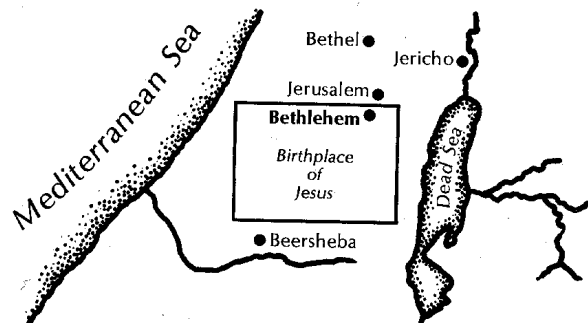 Mediterranean Sea
Bethel
Jericho
Jerusalem
Bethlehem
Birthplace
of
Jesus
Dead Sea
Beersheba